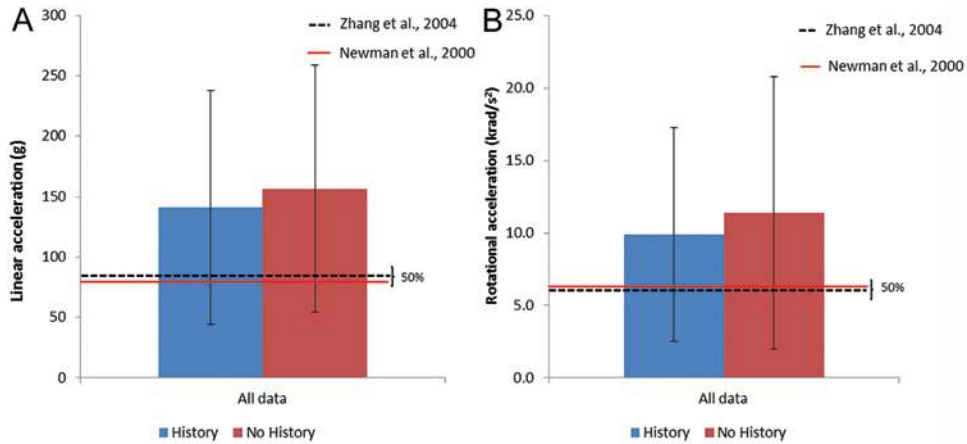 A
300
250
200
150
100
50
0
Linear acceleration (g)
Zhang et al., 2004
Newman et al., 2000
50%
All data
History
No History
B
25.0
20.0
15.0
10.0
5.0
0.0
Rotational acceleration (krad/s²)
Zhang et al., 2004
Newman et al., 2000
50%
All data
History
No History